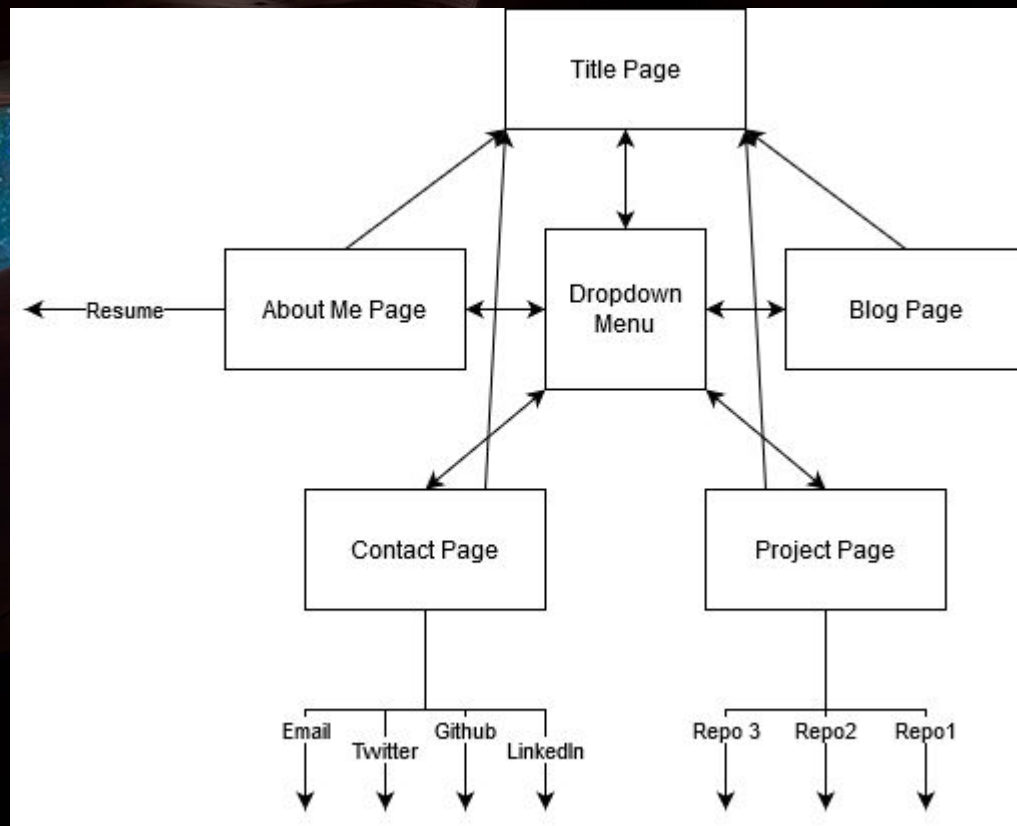 Title Page
Resume
About Me Page
Dropdown
Menu
Blog Page
Contact Page
Project Page
Email
Twitter
Github
LinkedIn
Repo 3
Repo2
Repo1